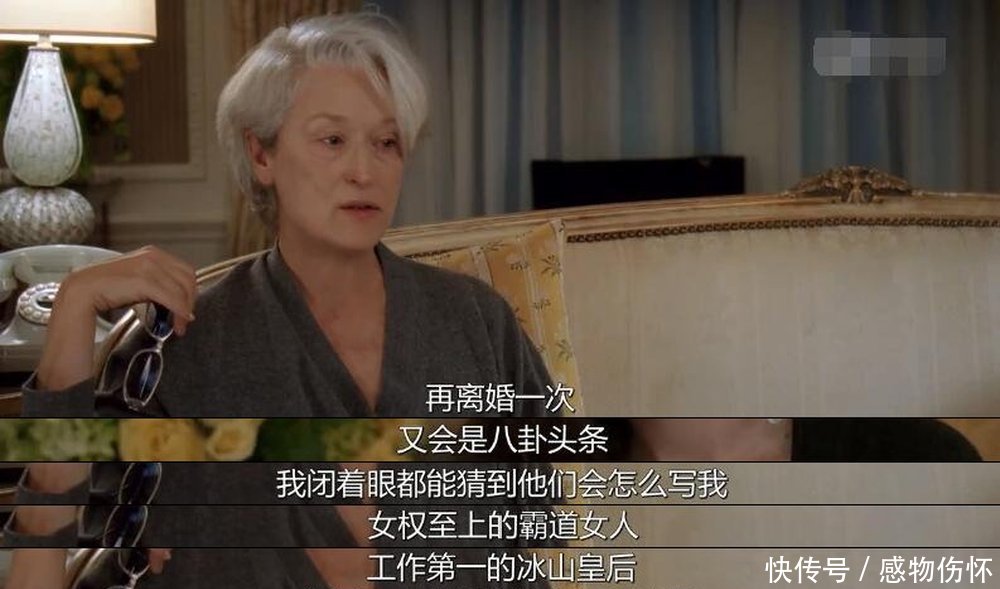 再离婚一次
又会是八卦头条
我闭着眼都能猜到他们会怎么写我
女权至上的霸道女人
工作第一的冰山皇后
快传号 / 感物伤怀